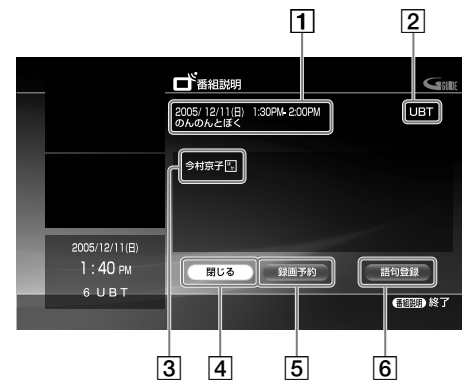 1
2
番組説明
GGUIDE
2005/12/11(日) 1:30PM-2:00PM
のんのんとぼく
UBT
今村京子
2005/12/11(日)
1:40 PM
6 UBT
閉じる
録画予約
語句登録
番組説明 終了
3
4
5
6